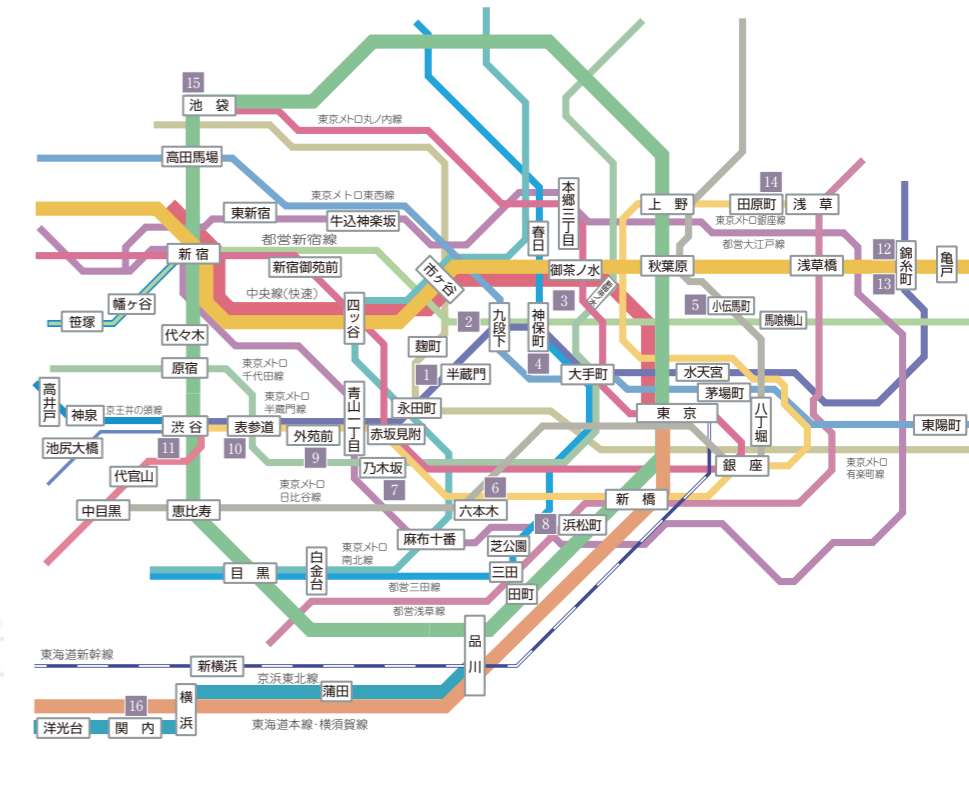 15
池 袋
東京メトロ丸ノ内線
高田馬場
東京メトロ東西線
本郷三丁目
14
上 野
田原町
浅 草
東新宿
牛込神楽坂
東京メトロ銀座線
春日
都営新宿線
都営大江戸線
新 宿
新宿御苑前
市ヶ谷
御茶ノ水
秋葉原
浅草橋
12
錦糸町
亀戸
13
中央線(快速)
幡ヶ谷
四ッ谷
3
5
小伝馬町
笹塚
代々木
2
九段下
神保町
馬喰横山
麹町
原宿
東京メトロ
千代田線
1
半蔵門
4
大手町
水天宮
高井戸
神泉
京王井の頭線
東京メトロ
半蔵門線
青山一丁目
永田町
茅場町
渋 谷
表参道
外苑前
赤坂見附
東 京
八丁堀
東陽町
池尻大橋
11
10
9
乃木坂
銀 座
東京メトロ
有楽町線
代官山
7
東京メトロ
日比谷線
6
新 橋
中目黒
恵比寿
六本木
8
浜松町
麻布十番
芝公園
東京メトロ
南北線
目 黒
白金台
三田
都営三田線
田町
都営浅草線
品川
東海道新幹線
新横浜
京浜東北線
蒲田
16
横浜
洋光台
関 内
東海道本線・横須賀線